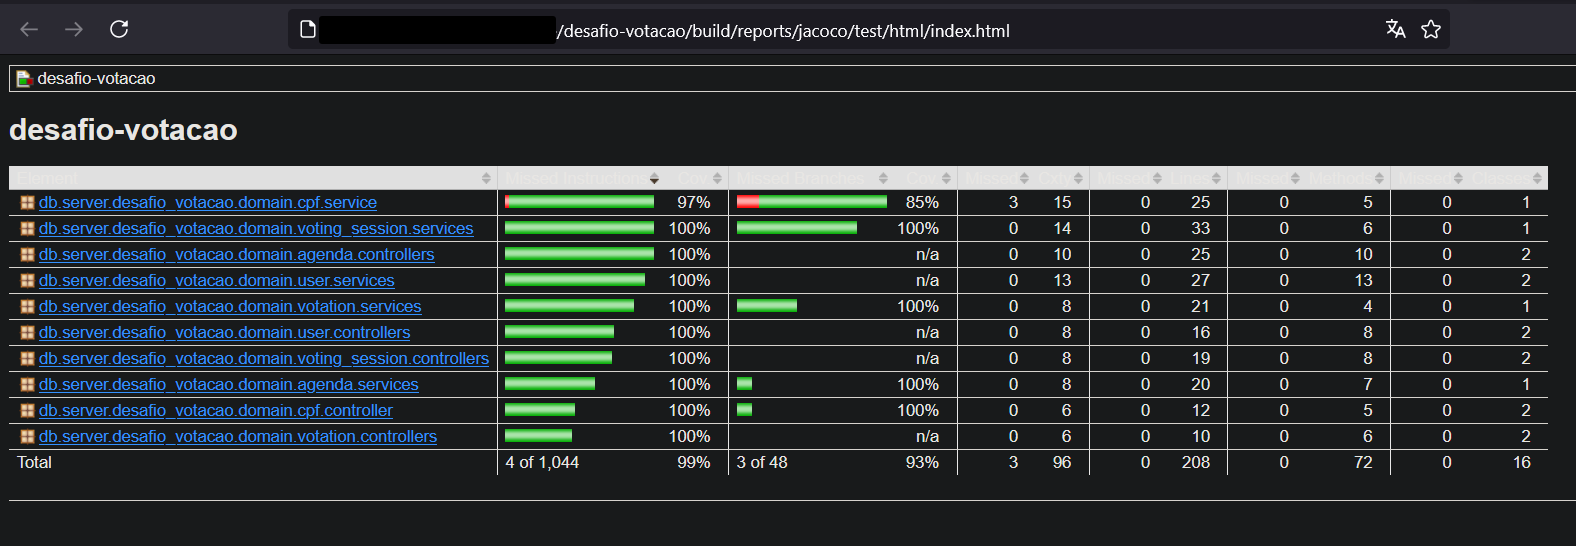 /desafio-votacao/build/reports/jacoco/test/html/index.html
desafio-votacao
desafio-votacao
Element Missed Instructions Cov. Missed Branches Cov. Missed Cxty Missed Lines Missed Methods Missed Classes
db.server.desafio_votacao.domain.cpf.service 97% 85% 3 15 0 25 0 5 0 1
db.server.desafio_votacao.domain.voting_session.services 100% 100% 0 14 0 33 0 6 0 1
db.server.desafio_votacao.domain.agenda.controllers 100% n/a 0 10 0 25 0 10 0 2
db.server.desafio_votacao.domain.user.services 100% n/a 0 13 0 27 0 13 0 2
db.server.desafio_votacao.domain.votation.services 100% 100% 0 8 0 21 0 4 0 1
db.server.desafio_votacao.domain.user.controllers 100% n/a 0 8 0 16 0 8 0 2
db.server.desafio_votacao.domain.voting_session.controllers 100% n/a 0 8 0 19 0 8 0 2
db.server.desafio_votacao.domain.agenda.services 100% 100% 0 8 0 20 0 7 0 1
db.server.desafio_votacao.domain.cpf.controller 100% 100% 0 6 0 12 0 5 0 2
db.server.desafio_votacao.domain.votation.controllers 100% n/a 0 6 0 10 0 6 0 2
Total 4 of 1,044 99% 3 of 48 93% 3 96 0 208 0 72 0 16